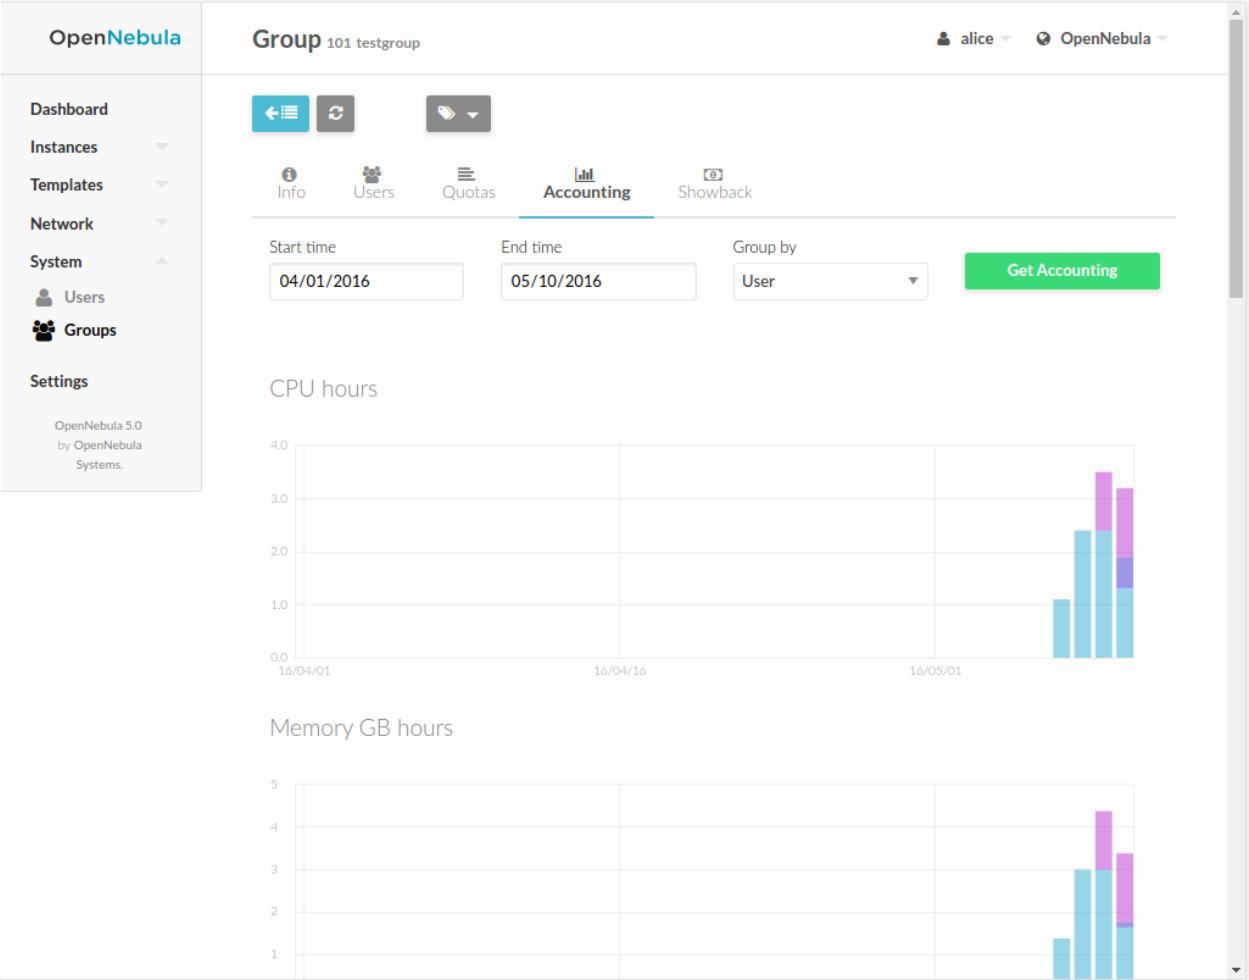 OpenNebula
Group 101 testgroup
alice
OpenNebula
Dashboard
Instances
Templates
Network
System
Users
Groups
Settings
OpenNebula 5.0
by OpenNebula
Systems.
Info
Users
Quotas
Accounting
Showback
Start time
End time
Group by
04/01/2016
05/10/2016
User
Get Accounting
CPU hours
4.0
3.0
2.0
1.0
0.0
16/04/01
16/04/16
16/05/01
Memory GB hours
5
4
3
2
1